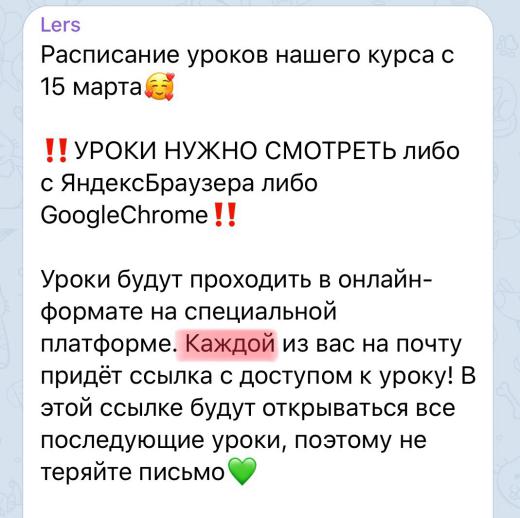 Lers
Расписание уроков нашего курса с
15 марта🥰
‼️УРОКИ НУЖНО СМОТРЕТЬ либо
с ЯндексБраузера либо
GoogleChrome‼️
Уроки будут проходить в онлайн-
формате на специальной
платформе. Каждой из вас на почту
придёт ссылка с доступом к уроку! В
этой ссылке будут открываться все
последующие уроки, поэтому не
теряйте письмо💚